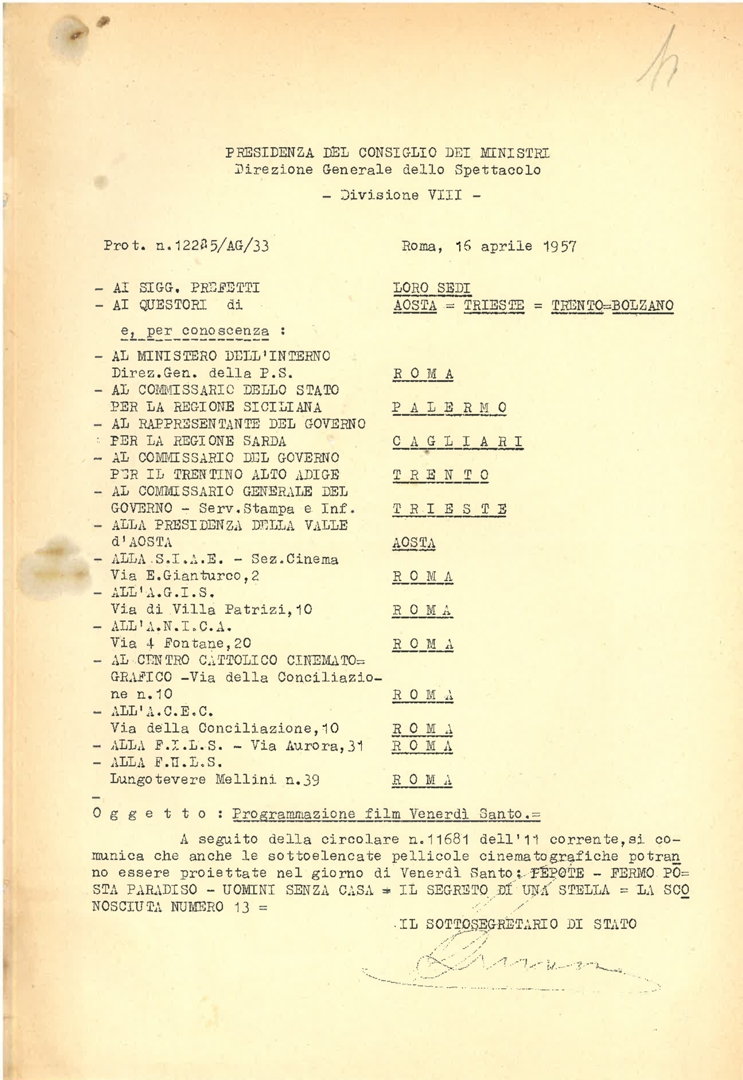 PRESIDENZA DEL CONSIGLIO DEI MINISTRI
Direzione Generale dello Spettacolo
- Divisione VIII -
Prot. n.12285/AG/33 Roma, 16 aprile 1957
- AI SIGG. PREFETTI LORO SEDI
- AI QUESTORI di AOSTA = TRIESTE = TRENTO=BOLZANO
e, per conoscenza :
- AL MINISTERO DELL'INTERNO
Direz.Gen. della P.S. R O M A
- AL COMMISSARIO DELLO STATO
PER LA REGIONE SICILIANA P A L E R M O
- AL RAPPRESENTANTE DEL GOVERNO
PER LA REGIONE SARDA C A G L I A R I
- AL COMMISSARIO DEL GOVERNO
PER IL TRENTINO ALTO ADIGE T R E N T O
- AL COMMISSARIO GENERALE DEL
GOVERNO - Serv.Stampa e Inf. T R I E S T E
- ALLA PRESIDENZA DELLA VALLE
d'AOSTA AOSTA
- ALLA S.I.A.E. - Sez.Cinema
Via E.Gianturco,2 R O M A
- ALL'A.G.I.S.
Via di Villa Patrizi,10 R O M A
- ALL'A.N.I.C.A.
Via 4 Fontane,20 R O M A
- AL CENTRO CATTOLICO CINEMATO=
GRAFICO -Via della Conciliazio-
ne n.10 R O M A
- ALL'A.C.E.C.
Via della Conciliazione,10 R O M A
- ALLA F.I.L.S. - Via Aurora,31 R O M A
- ALLA
Lungotevere Mellini n.39 R O M A
-
O g g e t t o : Programmazione film Venerdì Santo.=
A seguito della circolare n.11681 dell'11 corrente,si co-
munica che anche le sottoelencate pellicole cinematografiche potran
no essere proiettate nel giorno di Venerdì Santo: PEPOTE - FERMO PO=
STA PARADISO - UOMINI SENZA CASA = IL SEGRETO DI UNA STELLA = LA SCO
NOSCIUTA NUMERO 13 =
IL SOTTOSEGRETARIO DI STATO